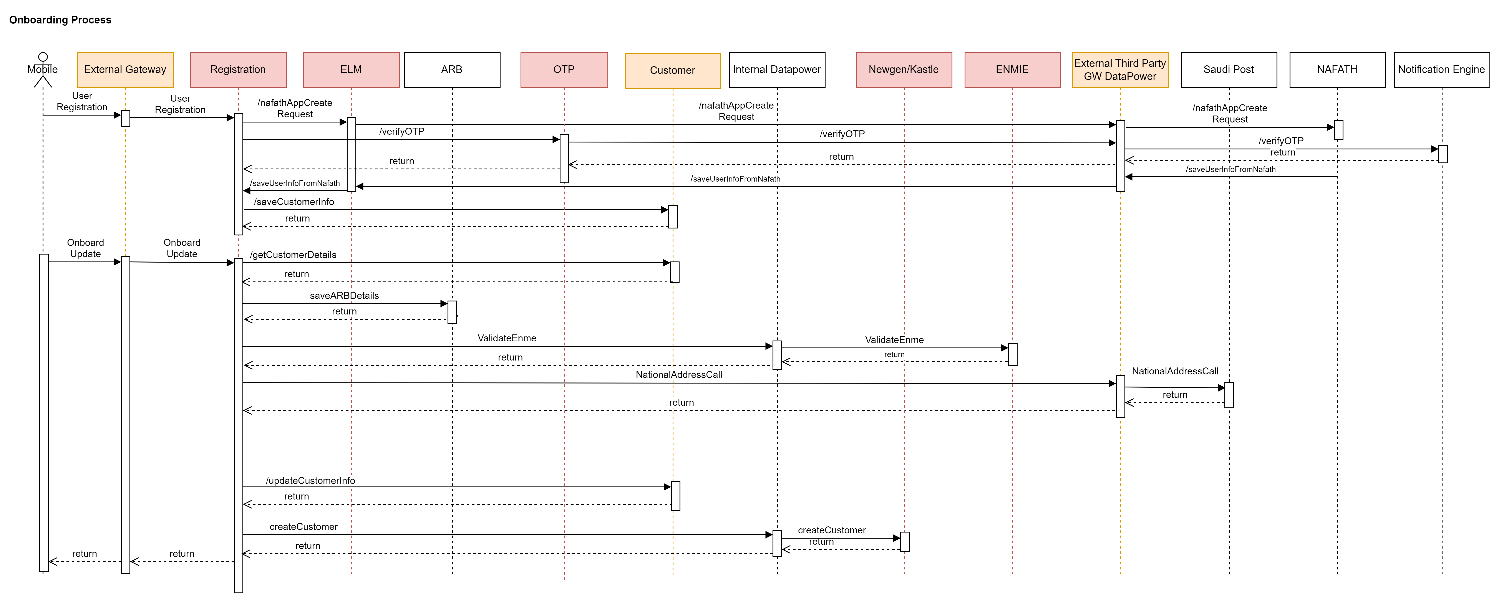 Onboarding Process
Mobile
External Gateway
Registration
ELM
ARB
OTP
Customer
Internal Datapower
Newgen/Kastle
ENMIE
External Third Party
GW DataPower
Saudi Post
NAFATH
Notification Engine
User
Registration
User
Registration
/nafathAppCreate
Request
/nafathAppCreate
Request
/nafathAppCreate
Request
/verifyOTP
/verifyOTP
/verifyOTP
return
return
return
/saveUserInfoFromNafath
/saveUserInfoFromNafath
/saveUserInfoFromNafath
/saveCustomerInfo
return
Onboard
Update
Onboard
Update
/getCustomerDetails
return
saveARBDetails
return
ValidateEnme
ValidateEnme
return
return
NationalAddressCall
NationalAddressCall
return
return
/updateCustomerInfo
return
createCustomer
createCustomer
return
return
return
return